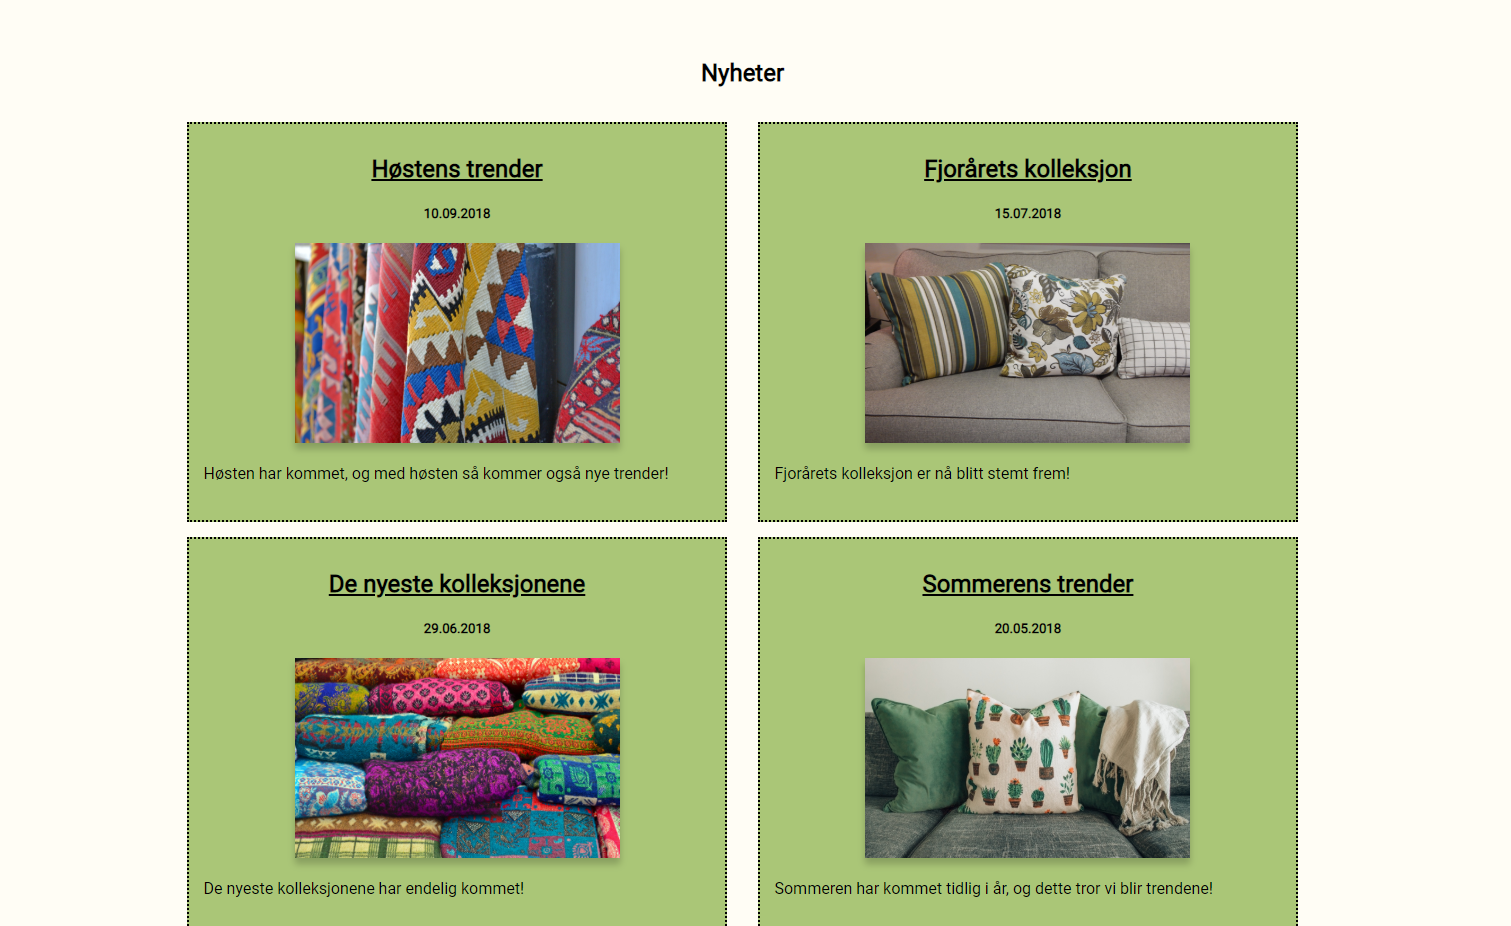 Nyheter
Høstens trender
10.09.2018
Høsten har kommet, og med høsten så kommer også nye trender!
Fjorårets kolleksjon
15.07.2018
Fjorårets kolleksjon er nå blitt stemt frem!
De nyeste kolleksjonene
29.06.2018
De nyeste kolleksjonene har endelig kommet!
Sommerens trender
20.05.2018
Sommeren har kommet tidlig i år, og dette tror vi blir trendene!